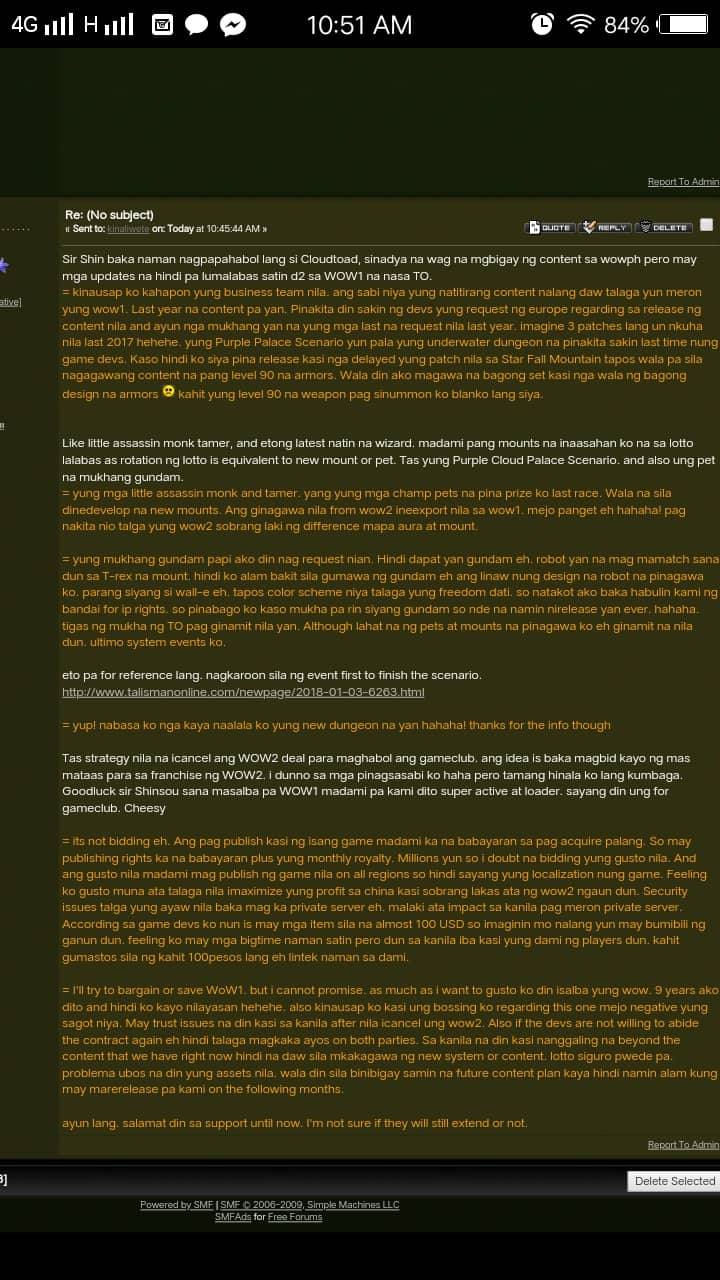 4G H 10:51 AM 84%
Report To Admin
Re: (No subject)
« Sent to: kinaliwete on: Today at 10:45:44 AM »
QUOTE REPLY DELETE
ative]
!!
Sir Shin baka naman nagpapahabol lang si Cloudtoad, sinadya na wag na mgbigay ng content sa wowph pero may
mga updates na hindi pa lumalabas satin d2 sa WOW1 na nasa TO.
= kinausap ko kahapon yung business team nila. ang sabi niya yung natitirang content nalang daw talaga yun meron
yung wow1. Last year na content pa yan. Pinakita din sakin ng devs yung request ng europe regarding sa release ng
content nila and ayun nga mukhang yan na yung mga last na request nila last year. imagine 3 patches lang un nkuha
nila last 2017 hehehe. yung Purple Palace Scenario yun pala yung underwater dungeon na pinakita sakin last time nung
game devs. Kaso hindi ko siya pina release kasi nga delayed yung patch nila sa Star Fall Mountain tapos wala pa sila
nagagawang content na pang level 90 na armors. Wala din ako magawa na bagong set kasi nga wala ng bagong
design na armors kahit yung level 90 na weapon pag sinummon ko blanko lang siya.
Like little assassin monk tamer, and etong latest natin na wizard. madami pang mounts na inaasahan ko na sa lotto
lalabas as rotation ng lotto is equivalent to new mount or pet. Tas yung Purple Cloud Palace Scenario. and also ung pet
na mukhang gundam.
= yung mga little assassin monk and tamer. yang yung mga champ pets na pina prize ko last race. Wala na sila
dinedevelop na new mounts. Ang ginagawa nila from wow2 ineexport nila sa wow1. mejo panget eh hahaha! pag
nakita nio talga yung wow2 sobrang laki ng difference mapa aura at mount.
= yung mukhang gundam papi ako din nag request nian. Hindi dapat yan gundam eh. robot yan na mag mamatch sana
dun sa T-rex na mount. hindi ko alam bakit sila gumawa ng gundam eh ang linaw nung design na robot na pinagawa
ko. parang siyang si wall-e eh. tapos color scheme niya talaga yung freedom dati. so natakot ako baka habulin kami ng
bandai for ip rights. so pinabago ko kaso mukha pa rin siyang gundam so nde na namin nirelease yan ever. hahaha.
tigas ng mukha ng TO pag ginamit nila yan. Although lahat na ng pets at mounts na pinagawa ko eh ginamit na nila
dun. ultimo system events ko.
eto pa for reference lang. nagkaroon sila ng event first to finish the scenario.
http://www.talismanonline.com/newpage/2018-01-03-6263.html
= yup! nabasa ko nga kaya naalala ko yung new dungeon na yan hahaha! thanks for the info though
Tas strategy nila na icancel ang WOW2 deal para maghabol ang gameclub. ang idea is baka magbid kayo ng mas
mataas para sa franchise ng WOW2. i dunno sa mga pinagsasabi ko haha pero tamang hinala ko lang kumbaga.
Goodluck sir Shinsou sana masalba pa WOW1 madami pa kami dito super active at loader. sayang din ung for
gameclub. Cheesy
= its not bidding eh. Ang pag publish kasi ng isang game madami ka na babayaran sa pag acquire palang. So may
publishing rights ka na babayaran plus yung monthly royalty. Millions yun so i doubt na bidding yung gusto nila. And
ang gusto nila madami mag publish ng game nila on all regions so hindi sayang yung localization nung game. Feeling
ko gusto muna ata talaga nila imaximize yung profit sa china kasi sobrang lakas ata ng wow2 ngaun dun. Security
issues talga yung ayaw nila baka mag ka private server eh. malaki ata impact sa kanila pag meron private server.
According sa game devs ko nun is may mga item sila na almost 100 USD so imaginin mo nalang yun may bumibili ng
ganun dun. feeling ko may mga bigtime naman satin pero dun sa kanila iba kasi yung dami ng players dun. kahit
gumastos sila ng kahit 100pesos lang eh lintek naman sa dami.
= I'll try to bargain or save WoW1. but i cannot promise. as much as i want to gusto ko din isalba yung wow. 9 years ako
dito and hindi ko kayo nilayasan hehehe. also kinausap ko kasi ung bossing ko regarding this one mejo negative yung
sagot niya. May trust issues na din kasi sa kanila after nila icancel ung wow2. Also if the devs are not willing to abide
the contract again eh hindi talaga magkaka ayos on both parties. Sa kanila na din kasi nanggaling na beyond the
content that we have right now hindi na daw sila mkakagawa ng new system or content. lotto siguro pwede pa.
problema ubos na din yung assets nila. wala din sila binibigay samin na future content plan kaya hindi namin alam kung
may marerelease pa kami on the following months.
ayun lang. salamat din sa support until now. I'm not sure if they will still extend or not.
Report To Admin
3]
Delete Selected
Powered by SMF | SMF © 2006-2009, Simple Machines LLC
SMFAds for Free Forums